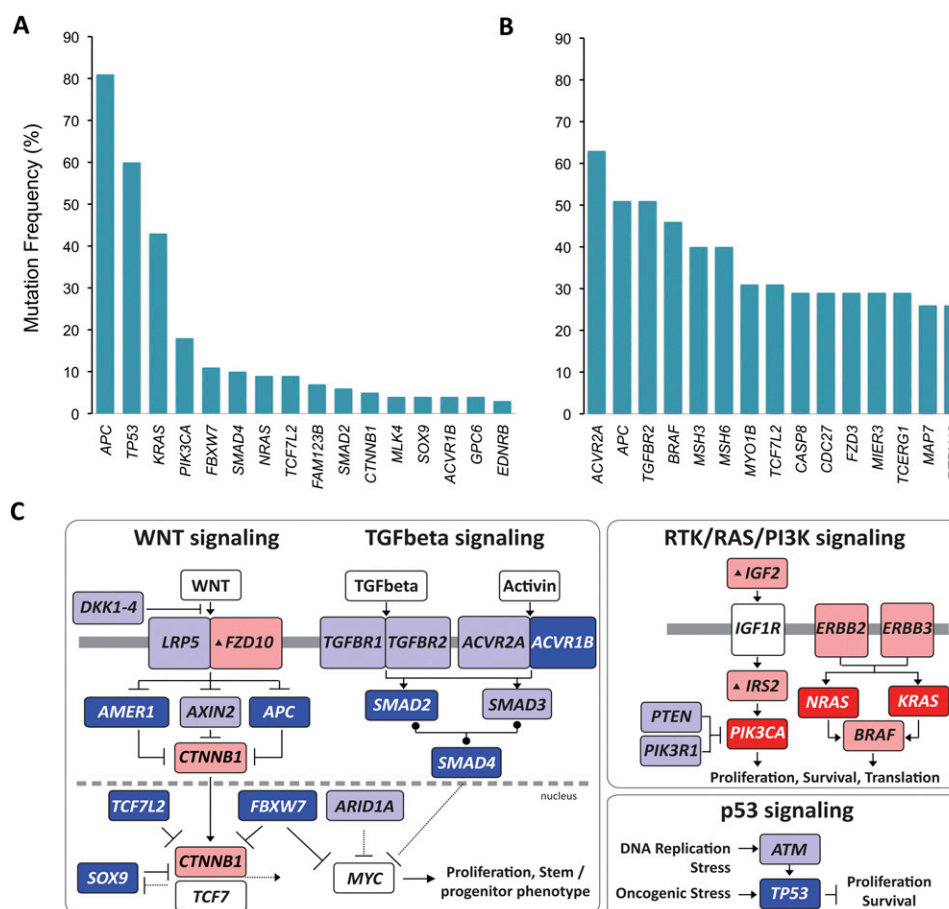 A
B
90
80
70
60
50
40
30
20
10
0
Mutation Frequency (%)
APC
TP53
KRAS
PIK3CA
FBXW7
SMAD4
NRAS
TCF7L2
FAM123B
SMAD2
CTNNB1
MLK4
SOX9
ACVR1B
GPC6
EDNRB
90
80
70
60
50
40
30
20
10
0
ACVR2A
APC
TGFBR2
BRAF
MSH3
MSH6
MYO1B
TCF7L2
CASP8
CDC27
FZD3
MIER3
TCERG1
MAP7
C
WNT signaling
TGFbeta signaling
WNT
TGFbeta
Activin
DKK1-4
LRP5
▲ FZD10
TGFBR1
TGFBR2
ACVR2A
ACVR1B
AMER1
AXIN2
APC
SMAD2
SMAD3
CTNNB1
SMAD4
nucleus
TCF7L2
FBXW7
ARID1A
SOX9
CTNNB1
TCF7
MYC
Proliferation, Stem /
progenitor phenotype
RTK/RAS/PI3K signaling
▲ IGF2
IGF1R
ERBB2
ERBB3
▲ IRS2
NRAS
KRAS
PTEN
PIK3R1
PIK3CA
BRAF
Proliferation, Survival, Translation
p53 signaling
DNA Replication
Stress
ATM
Oncogenic Stress
TP53
Proliferation
Survival